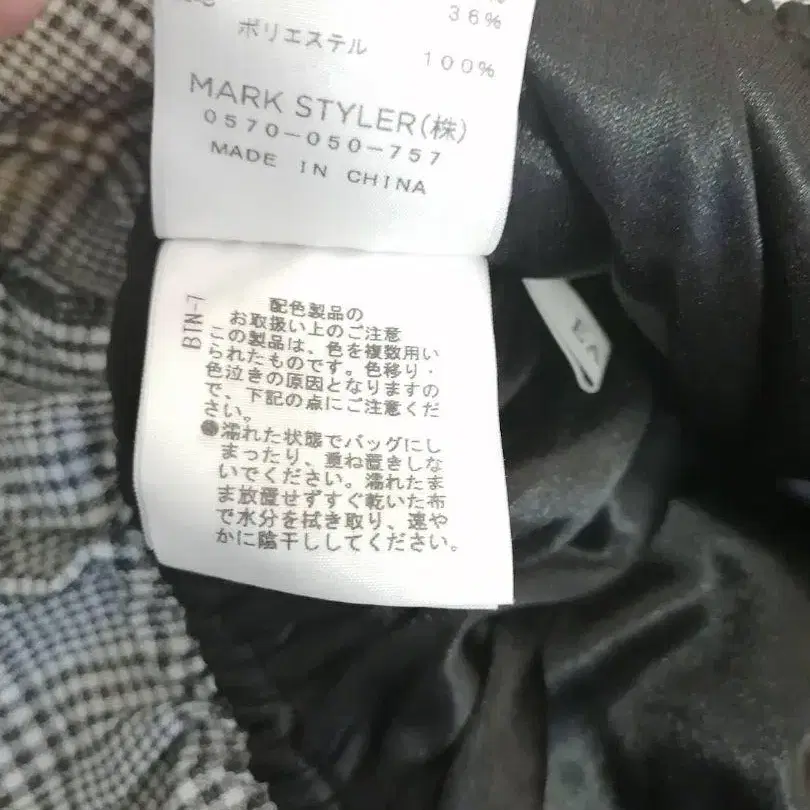 36%
ポリエステル 100%
MARK STYLER(株)
0570-050-757
MADE IN CHINA
BTN-7
配色製品の
お取扱い上のご注意
この製品は、色を複数用い
られたものです。色移り・
色泣きの原因となりますの
で、下記の点にご注意くだ
さい。
●濡れた状態でバッグにし
まったり、重ね置きしな
いでください。濡れたま
ま放置せずすぐ乾いた布
で水分を拭き取り、速や
かに陰干ししてください。